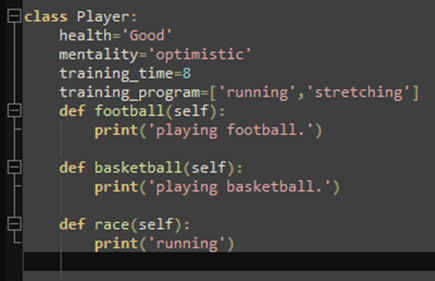 class Player:
    health='Good'
    mentality='optimistic'
    training_time=8
    training_program=['running','stretching']
    def football(self):
        print('playing football.')

    def basketball(self):
        print('playing basketball.')

    def race(self):
        print('running')